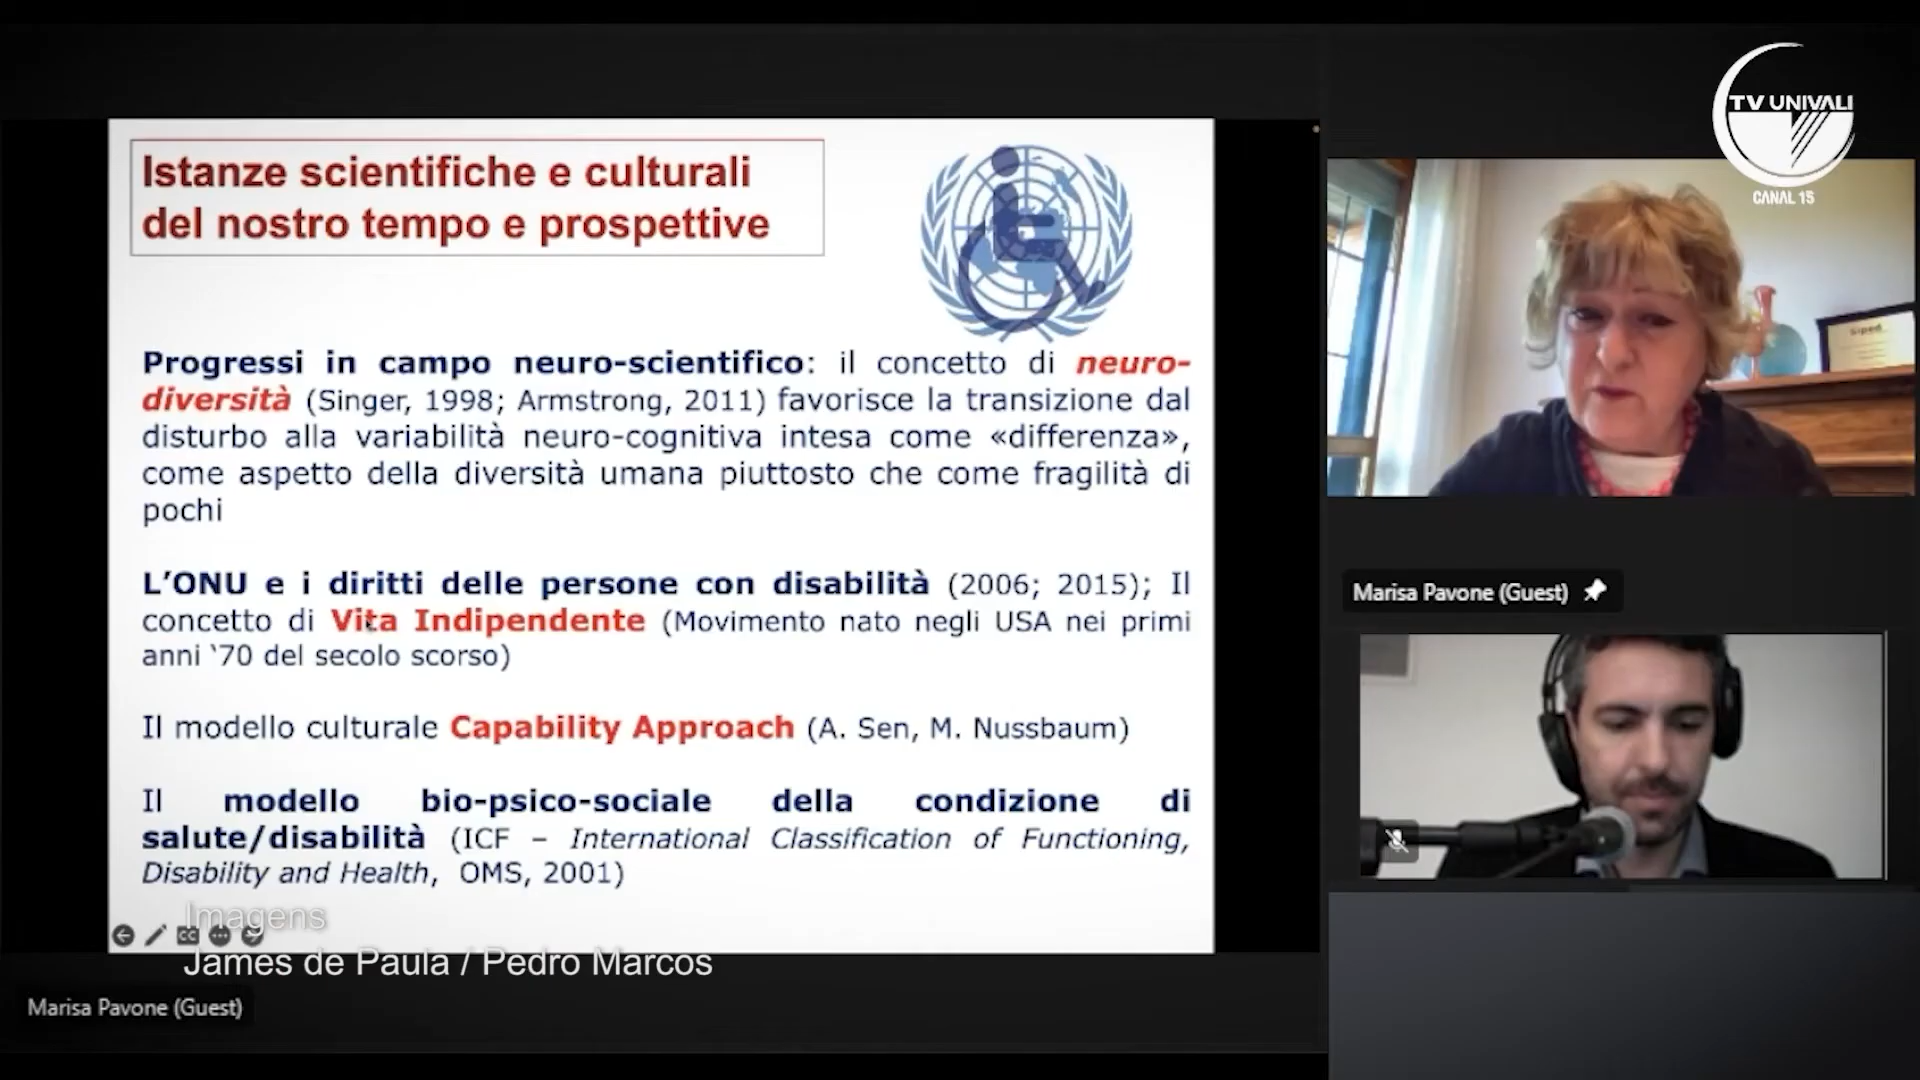 TV UNIVALI
CANAL 15
Istanze scientifiche e culturali
del nostro tempo e prospettive
Progressi in campo neuro-scientifico: il concetto di neuro-
diversità (Singer, 1998; Armstrong, 2011) favorisce la transizione dal
disturbo alla variabilità neuro-cognitiva intesa come «differenza»,
come aspetto della diversità umana piuttosto che come fragilità di
pochi
L’ONU e i diritti delle persone con disabilità (2006; 2015); Il
concetto di Vita Indipendente (Movimento nato negli USA nei primi
anni ‘70 del secolo scorso)
Il modello culturale Capability Approach (A. Sen, M. Nussbaum)
Il modello bio-psico-sociale della condizione di
salute/disabilità (ICF – International Classification of Functioning,
Disability and Health, OMS, 2001)
CC
Imagens
James de Paula / Pedro Marcos
Marisa Pavone (Guest)
Siped
Marisa Pavone (Guest)